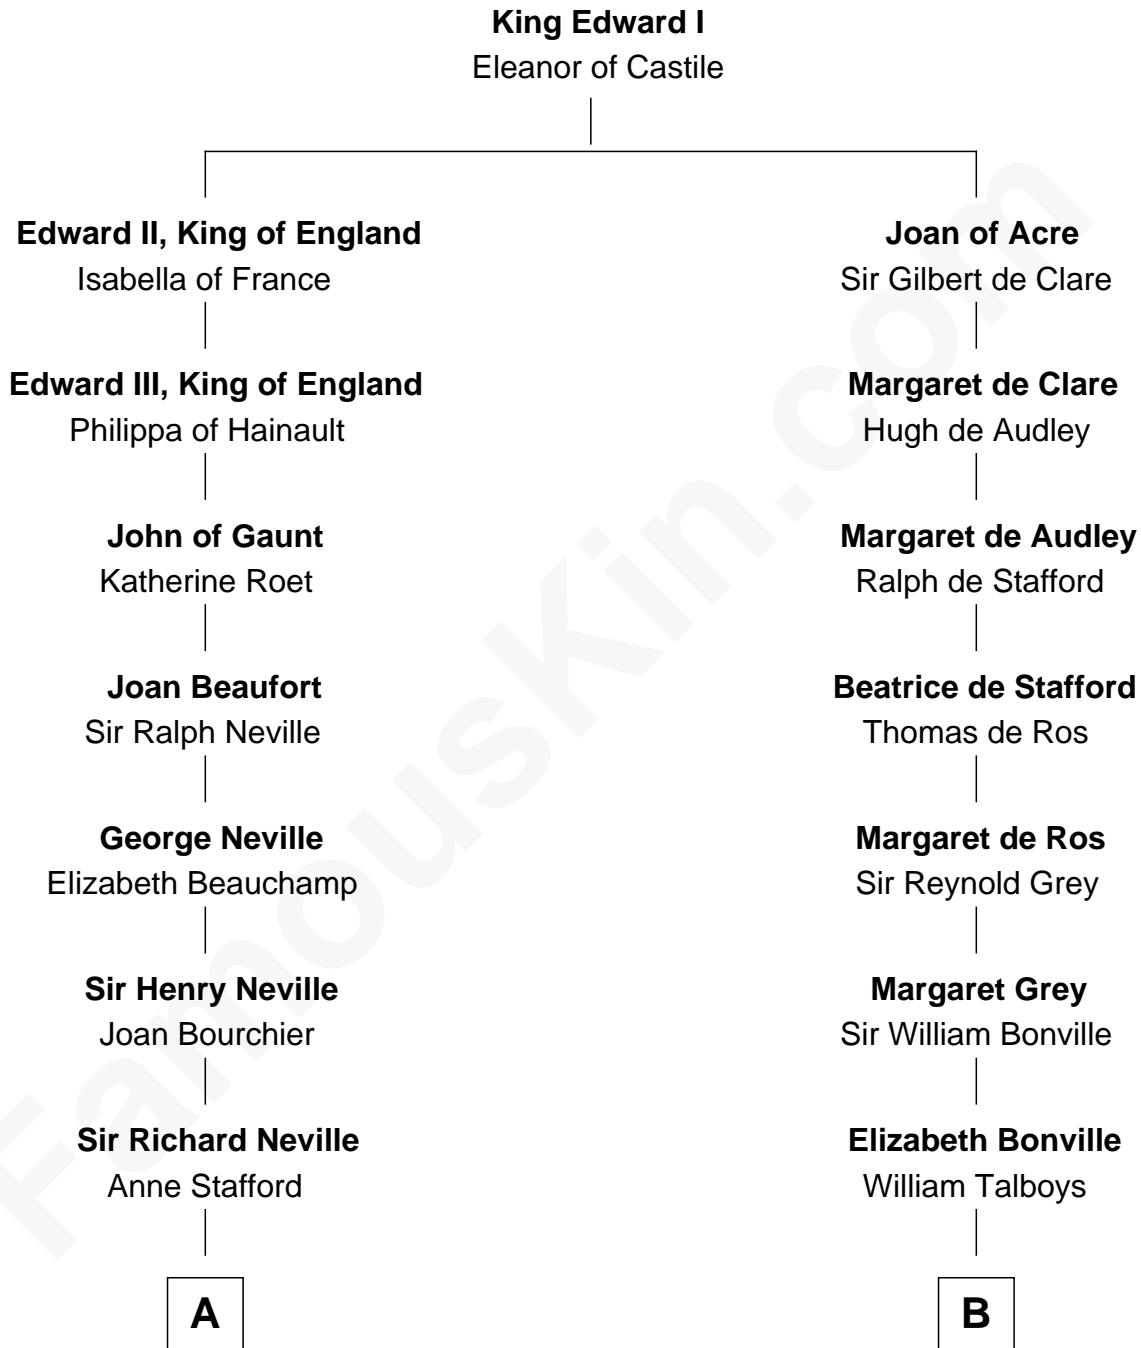 King Edward I
Eleanor of Castile
Edward II, King of England
Isabella of France
Joan of Acre
Sir Gilbert de Clare
Edward III, King of England
Philippa of Hainault
Margaret de Clare
Hugh de Audley
John of Gaunt
Katherine Roet
Margaret de Audley
Ralph de Stafford
Joan Beaufort
Sir Ralph Neville
Beatrice de Stafford
Thomas de Ros
George Neville
Elizabeth Beauchamp
Margaret de Ros
Sir Reynold Grey
Sir Henry Neville
Joan Bourchier
Margaret Grey
Sir William Bonville
Sir Richard Neville
Anne Stafford
Elizabeth Bonville
William Talboys
A
B
FamousKin.com